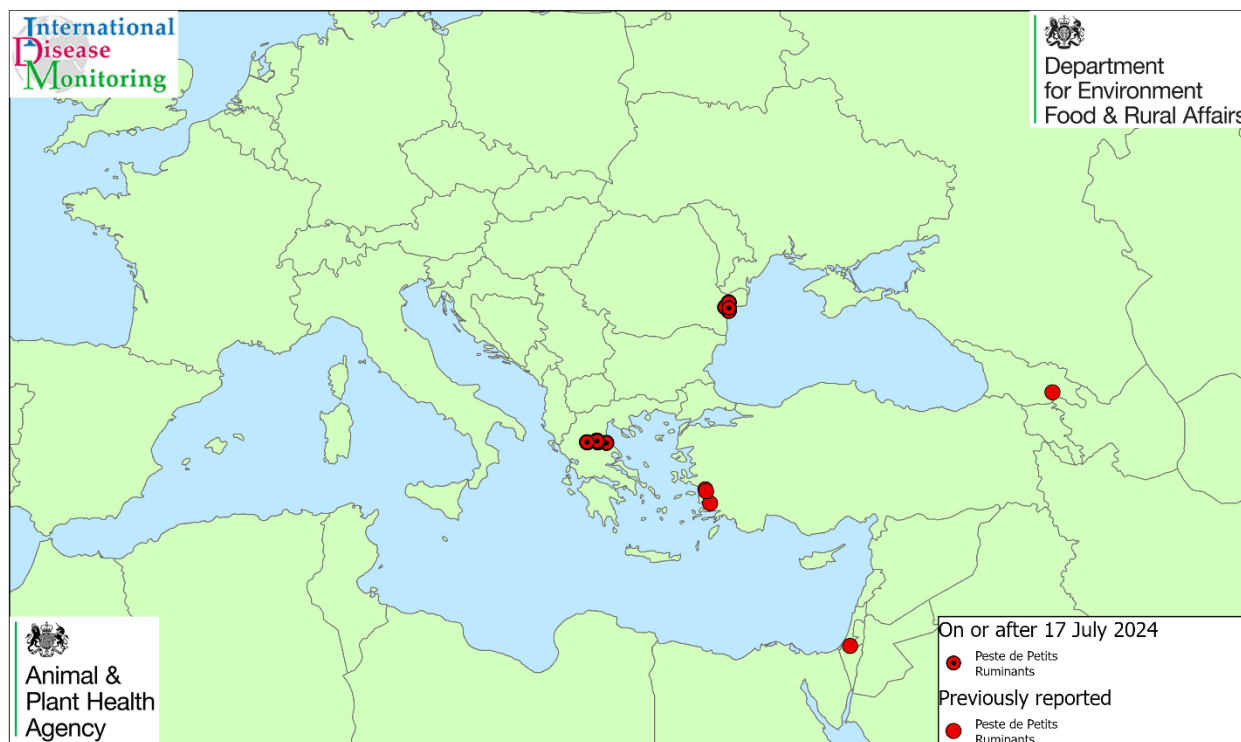 International
Disease
Monitoring
Department
for Environment
Food & Rural Affairs
Animal &
Plant Health
Agency
On or after 17 July 2024
Peste de Petits
Ruminants
Previously reported
Peste de Petits
Ruminants